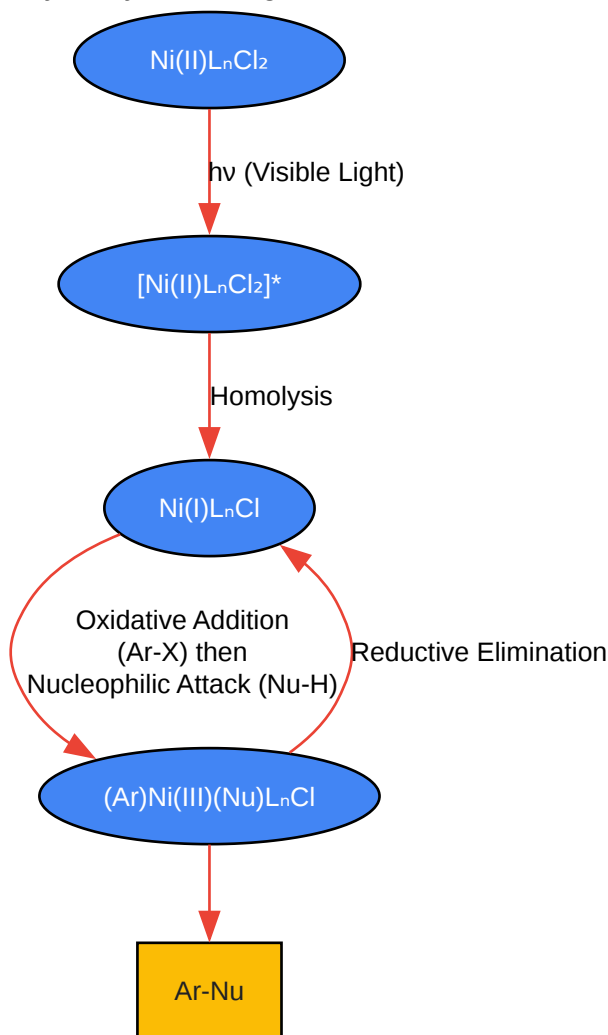 Ni(II)LₙCl₂
hν (Visible Light)
[Ni(II)LₙCl₂]*
Homolysis
Ni(I)LₙCl
Oxidative Addition
(Ar-X) then
Nucleophilic Attack (Nu-H)
Reductive Elimination
(Ar)Ni(III)(Nu)LₙCl
Ar-Nu